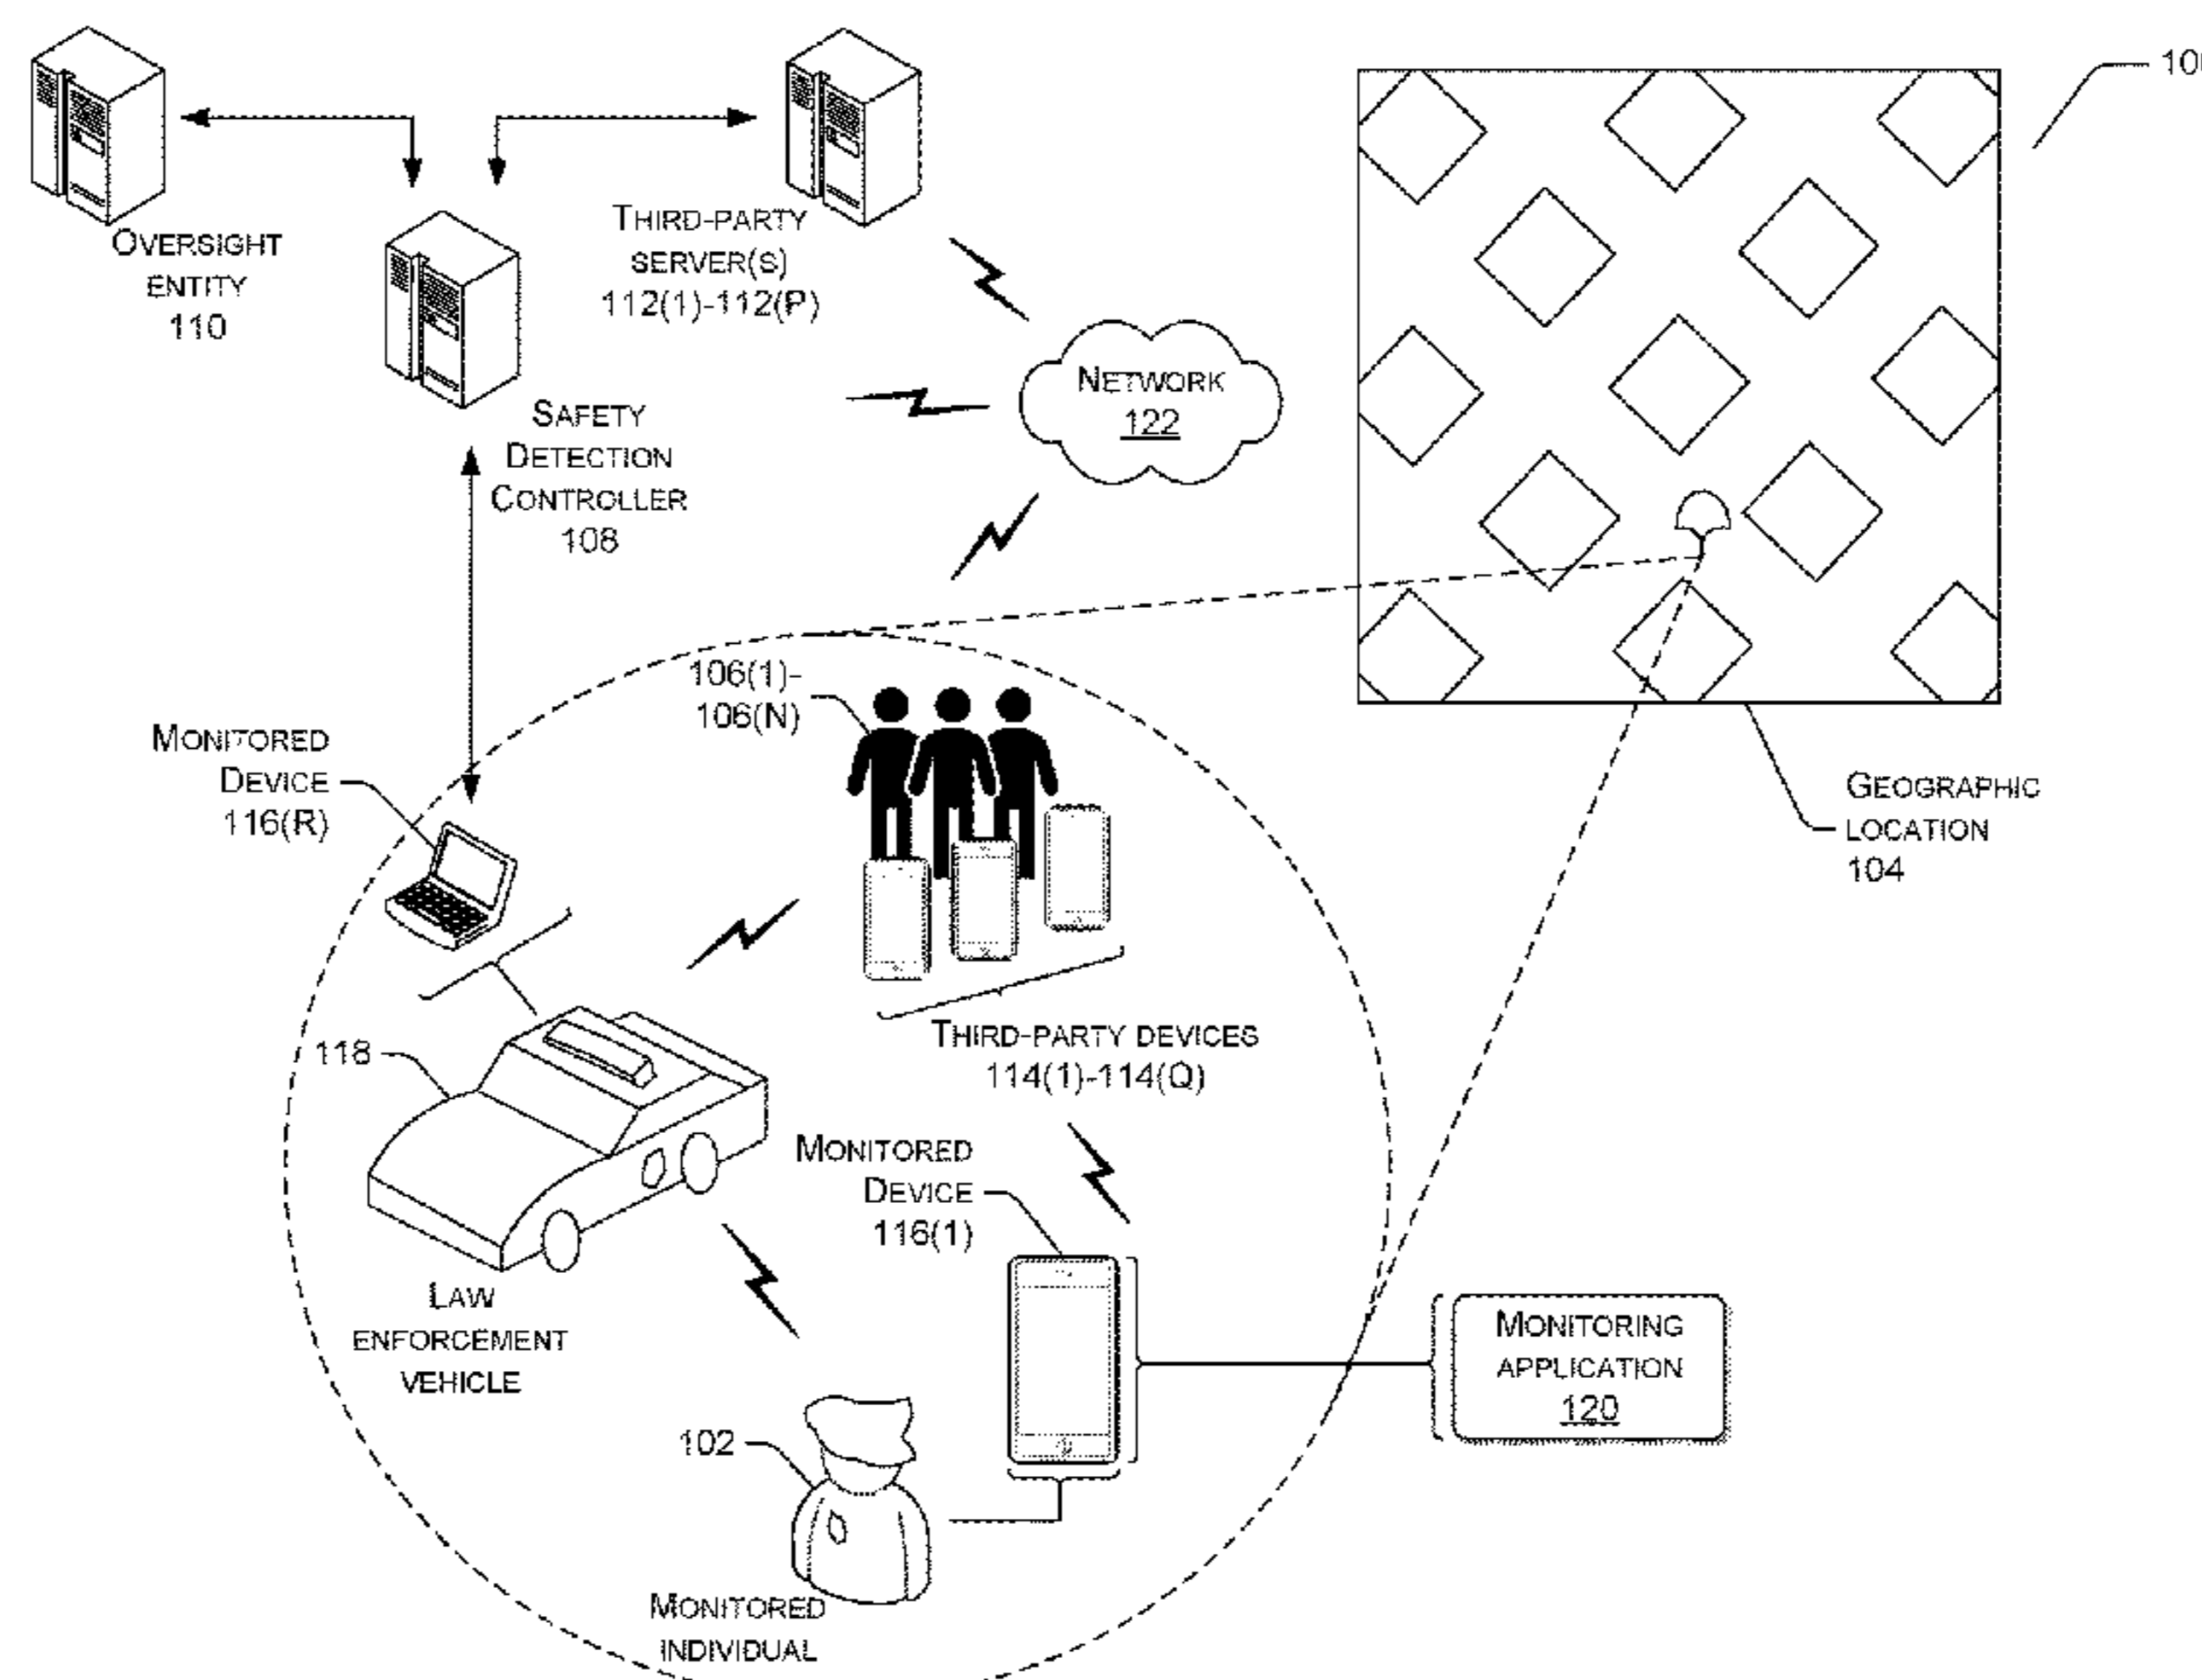 100
OVERSIGHT
ENTITY
110
THIRD-PARTY
SERVER(S)
112(1)-112(P)
SAFETY
DETECTION
CONTROLLER
108
NETWORK
122
106(1)-
106(N)
MONITORED
DEVICE
116(R)
GEOGRAPHIC
LOCATION
104
THIRD-PARTY DEVICES
114(1)-114(Q)
118
MONITORED
DEVICE
116(1)
LAW
ENFORCEMENT
VEHICLE
MONITORING
APPLICATION
120
102
MONITORED
INDIVIDUAL